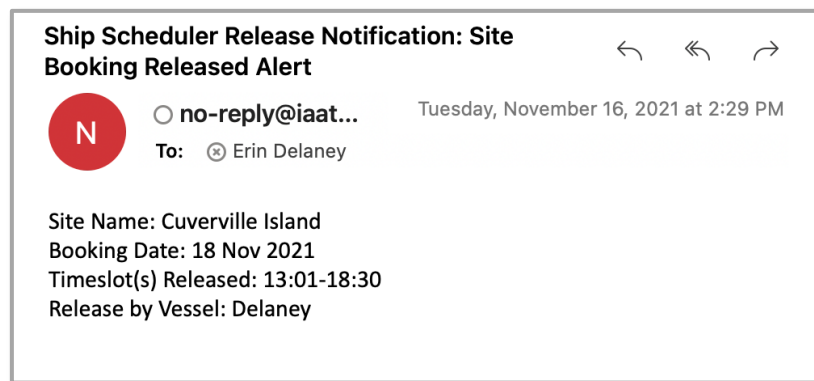 Ship Scheduler Release Notification: Site
Booking Released Alert
N
no-reply@iaat...
Tuesday, November 16, 2021 at 2:29 PM
To: Erin Delaney
Site Name: Cuverville Island
Booking Date: 18 Nov 2021
Timeslot(s) Released: 13:01-18:30
Release by Vessel: Delaney